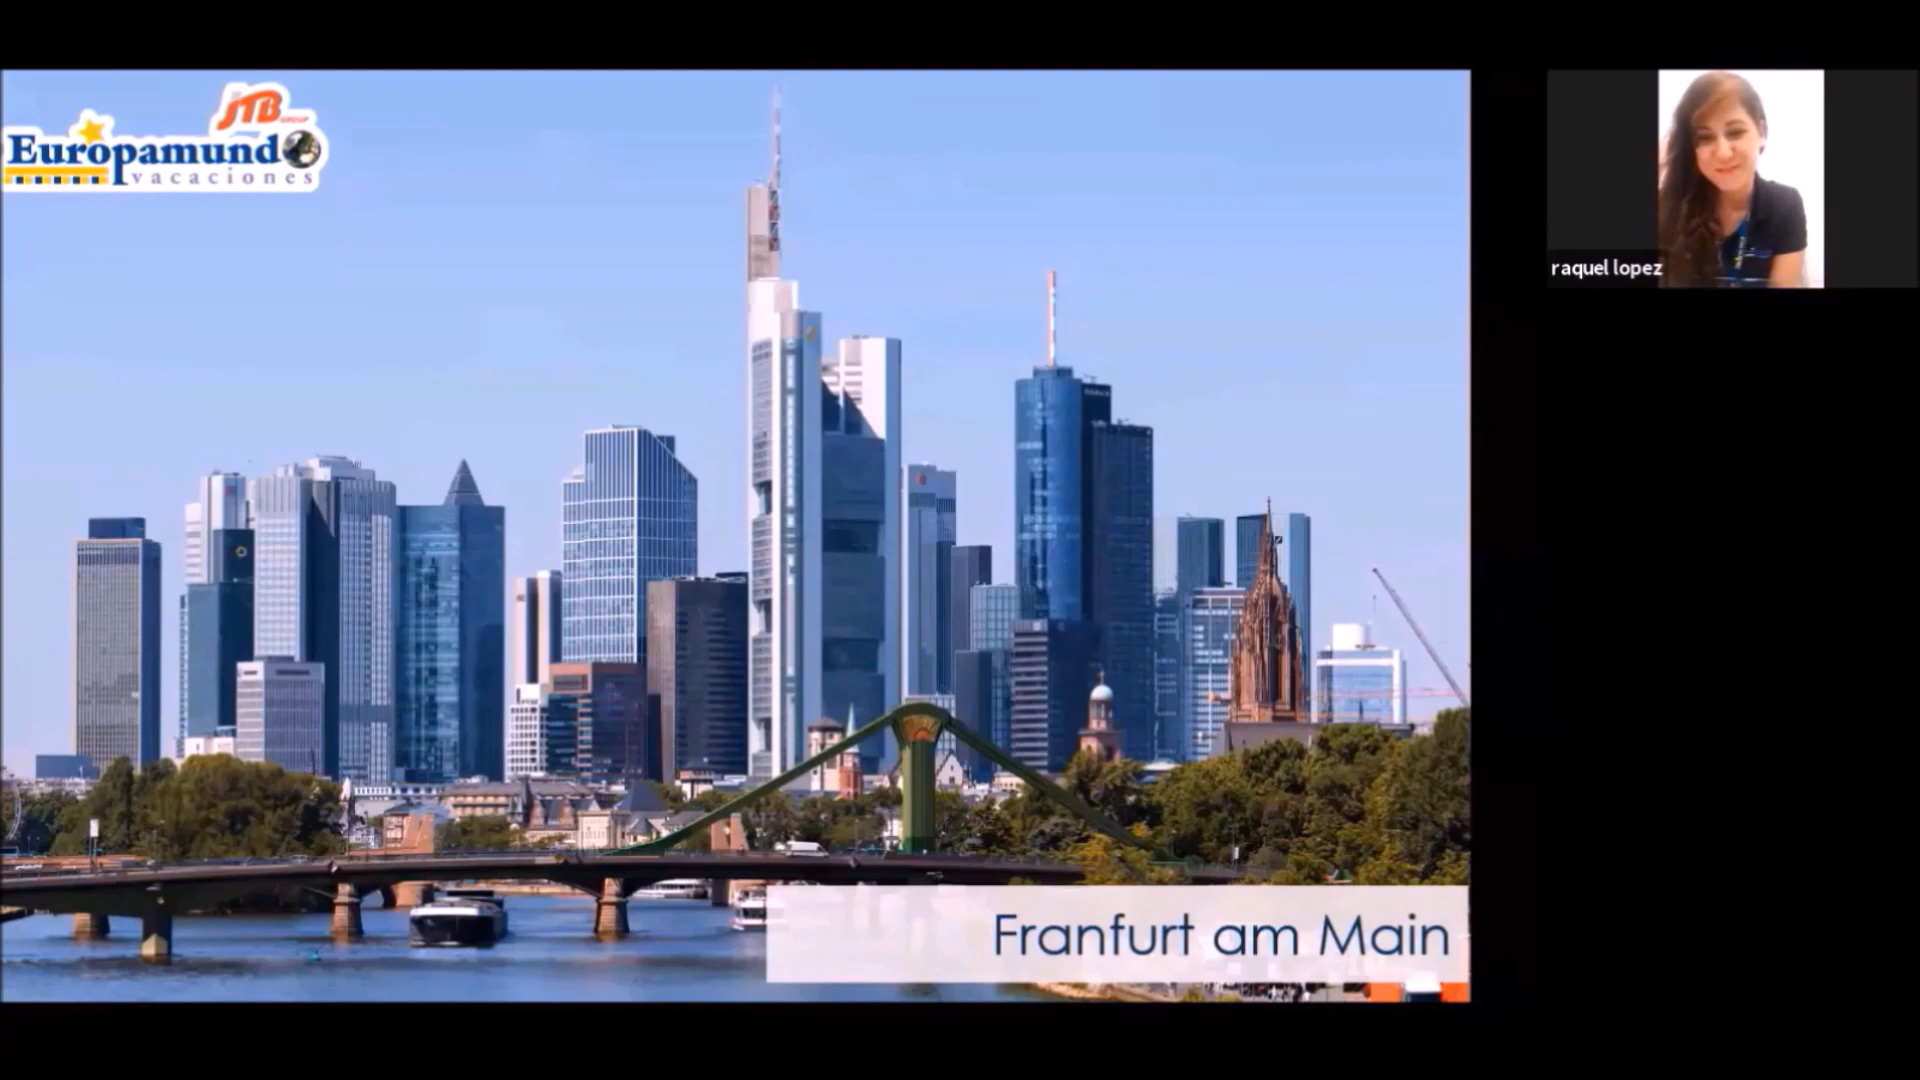 JTB GROUP
Europamundo
vacaciones
raquel lopez
Franfurt am Main